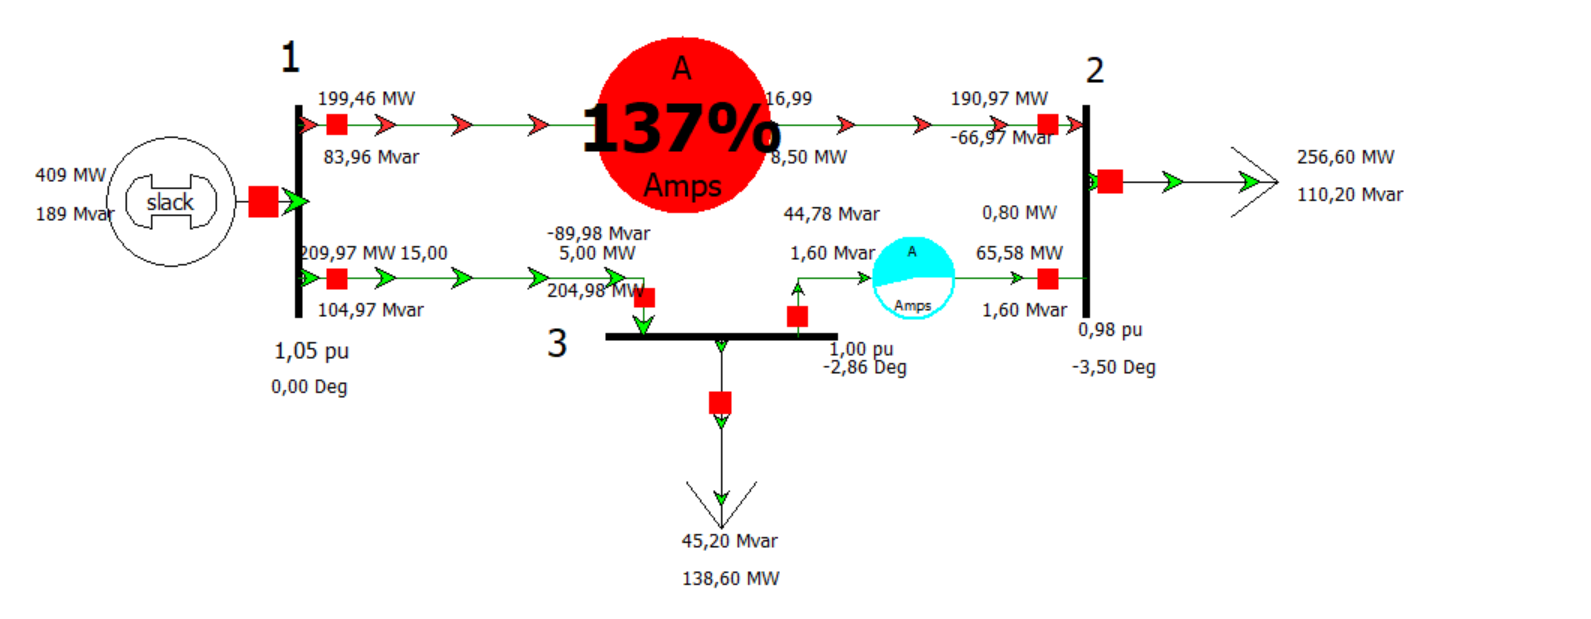 1
2
199,46 MW
A
16,99
190,97 MW
137%
-66,97 Mvar
83,96 Mvar
8,50 MW
256,60 MW
409 MW
Amps
110,20 Mvar
slack
189 Mvar
44,78 Mvar
0,80 MW
-89,98 Mvar
209,97 MW
15,00
5,00 MW
1,60 Mvar
A
65,58 MW
204,98 MW
104,97 Mvar
Amps
1,60 Mvar
0,98 pu
3
1,05 pu
1,00 pu
-2,86 Deg
-3,50 Deg
0,00 Deg
45,20 Mvar
138,60 MW